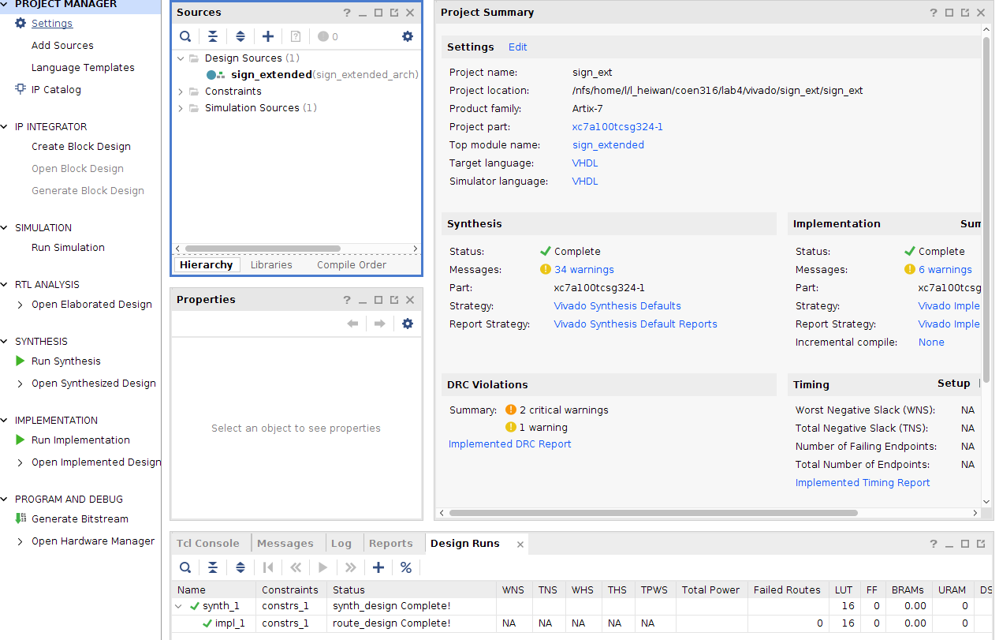 PROJECT MANAGER
Settings
Add Sources
Language Templates
IP Catalog
IP INTEGRATOR
Create Block Design
Open Block Design
Generate Block Design
SIMULATION
Run Simulation
RTL ANALYSIS
Open Elaborated Design
SYNTHESIS
Run Synthesis
Open Synthesized Design
IMPLEMENTATION
Run Implementation
Open Implemented Design
PROGRAM AND DEBUG
Generate Bitstream
Open Hardware Manager
Sources
0
Design Sources (1)
sign_extended(sign_extended_arch)
Constraints
Simulation Sources (1)
Hierarchy Libraries Compile Order
Properties
Select an object to see properties
Project Summary
Settings Edit
Project name: sign_ext
Project location: /nfs/home/l/l_heiwan/coen316/lab4/vivado/sign_ext/sign_ext
Product family: Artix-7
Project part: xc7a100tcsg324-1
Top module name: sign_extended
Target language: VHDL
Simulator language: VHDL
Synthesis
Status: Complete
Messages: 34 warnings
Part: xc7a100tcsg324-1
Strategy: Vivado Synthesis Defaults
Report Strategy: Vivado Synthesis Default Reports
Implementation Sum
Status: Complete
Messages: 6 warnings
Part: xc7a100tcsg
Strategy: Vivado Imple
Report Strategy: Vivado Imple
Incremental compile: None
DRC Violations
Summary: 2 critical warnings
1 warning
Implemented DRC Report
Timing Setup |
Worst Negative Slack (WNS): NA
Total Negative Slack (TNS): NA
Number of Failing Endpoints: NA
Total Number of Endpoints: NA
Implemented Timing Report
Tcl Console Messages Log Reports Design Runs
Name Constraints Status WNS TNS WHS THS TPWS Total Power Failed Routes LUT FF BRAMs URAM DS
synth_1 constrs_1 synth_design Complete! 16 0 0.00 0
impl_1 constrs_1 route_design Complete! NA NA NA NA NA 0 16 0 0.00 0